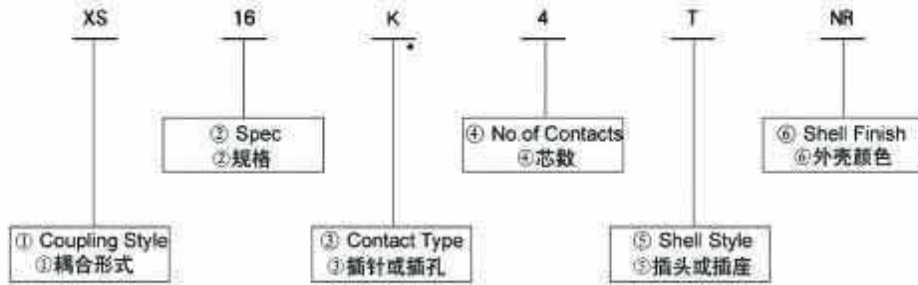 XS 16 K 4 T NR
② Spec
②规格
④ No.of Contacts
④芯数
⑥ Shell Finish
⑥外壳颜色
① Coupling Style
①耦合形式
③ Contact Type
③插针或插孔
⑤ Shell Style
⑤插头或插座